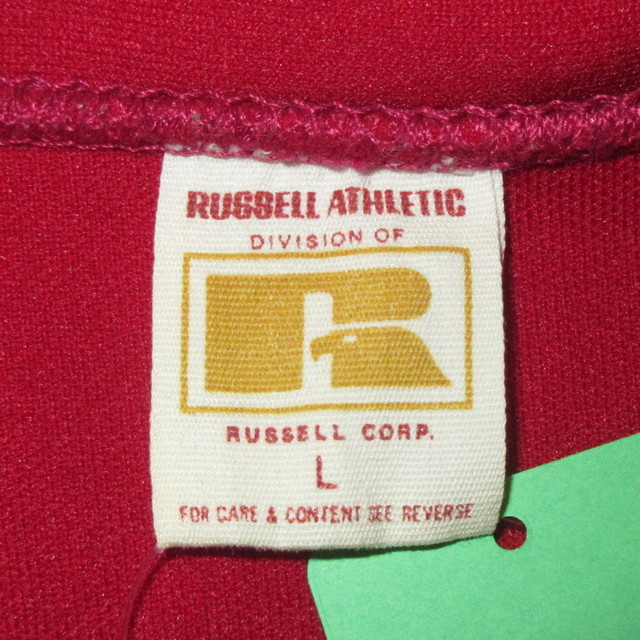 RUSSELL ATHLETIC
DIVISION OF
R
RUSSELL CORP.
L
FOR CARE & CONTENT SEE REVERSE